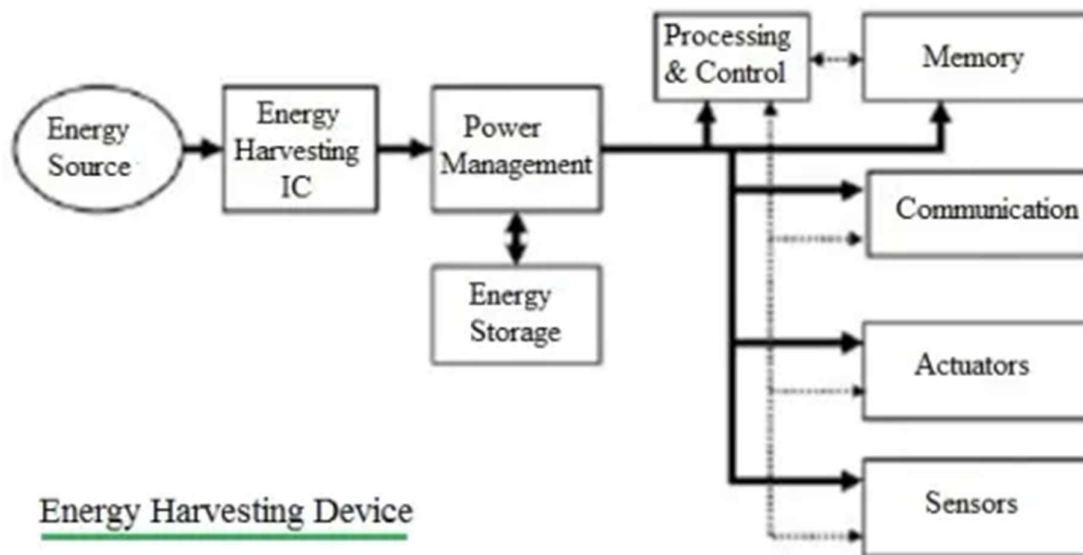 Energy
Source
Energy
Harvesting
IC
Power
Management
Energy
Storage
Processing
& Control
Memory
Communication
Actuators
Sensors
Energy Harvesting Device